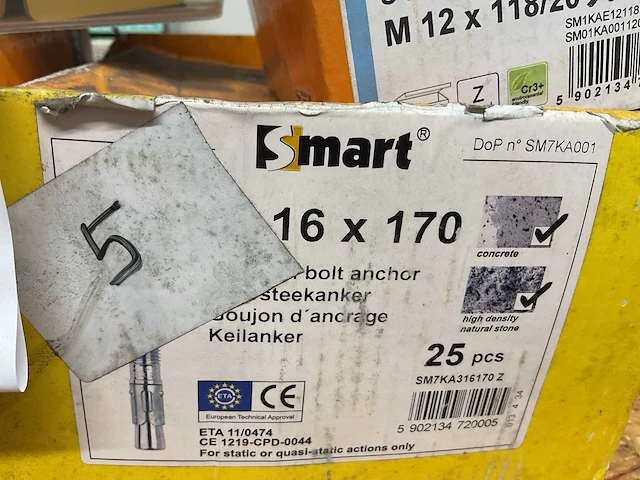 M 12 x 118/20
SM1KAE12118
SM01KA001120
Z
Cr3+
5 902134
Smart®
DoP n° SM7KA001
5
16 x 170
concrete
-bolt anchor
steekanker
Boujon d´ancrage
Keilanker
high density
natural stone
25 pcs
SM7KA316170 Z
ETA
CE
European Technical Approval
5 902134 720005
ETA 11/0474
CE 1219-CPD-0044
For static or quasi-static actions only